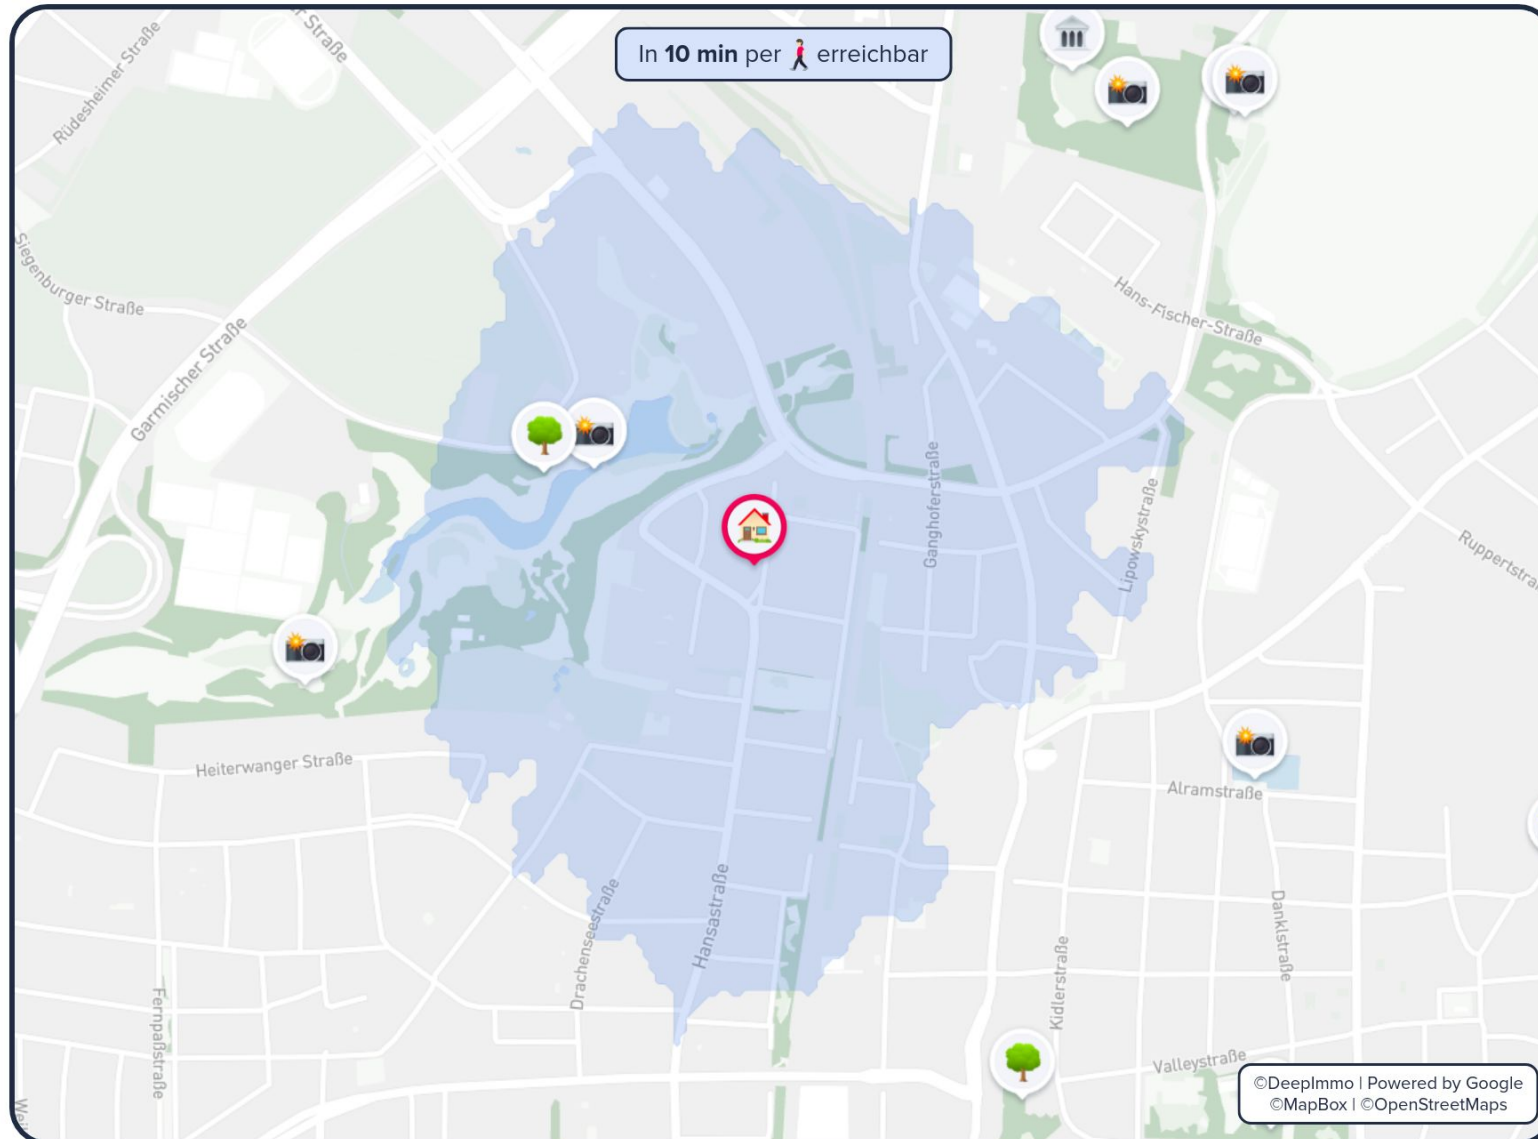 In 10 min per erreichbar
Rüdesheimer Straße
r Straße
Siegenburger Straße
Garmischer Straße
Hans-Fischer-Straße
Ganghoferstraße
Lipowskystraße
Ruppertstra
Heiterwanger Straße
Alramstraße
Hansastraße
Drachenseestraße
Danklstraße
Kidlerstraße
Fernpaßstraße
Valleystraße
We
©DeepImmo | Powered by Google
©MapBox | ©OpenStreetMaps